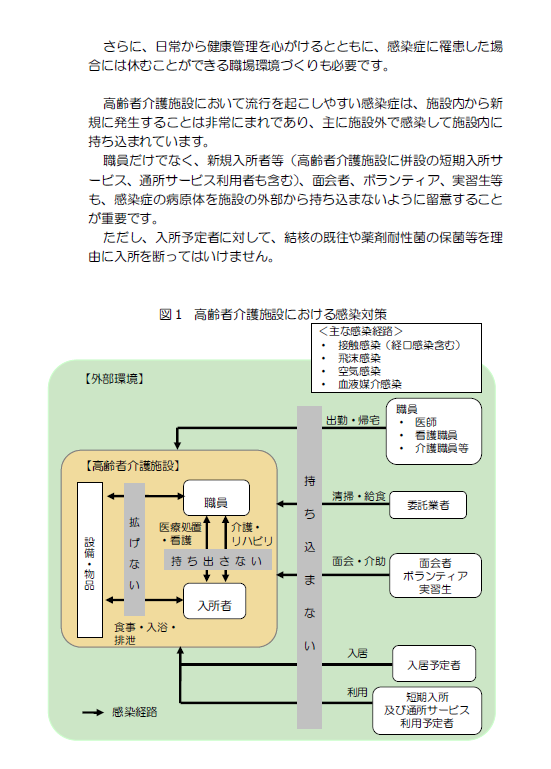 さらに、日常から健康管理を心がけるとともに、感染症に罹患した場
合には休むことができる職場環境づくりも必要です。
高齢者介護施設において流行を起こしやすい感染症は、施設内から新
規に発生することは非常にまれであり、主に施設外で感染して施設内に
持ち込まれています。
職員だけでなく、新規入所者等（高齢者介護施設に併設の短期入所サ
ービス、通所サービス利用者も含む）、面会者、ボランティア、実習生等
も、感染症の病原体を施設の外部から持ち込まないように留意すること
が重要です。
ただし、入所予定者に対して、結核の既往や薬剤耐性菌の保菌等を理
由に入所を断ってはいけません。
図１　高齢者介護施設における感染対策
＜主な感染経路＞
・ 接触感染（経口感染含む）
・ 飛沫感染
・ 空気感染
・ 血液媒介感染
【外部環境】
出勤・帰宅
職員
・ 医師
・ 看護職員
・ 介護職員等
【高齢者介護施設】
持ち込まない
設備・物品
拡げない
職員
清掃・給食
委託業者
医療処置
・看護
介護・
リハビリ
持ち出さない
面会・介助
面会者
ボランティア
実習生
入所者
食事・入浴・
排泄
入居
入居予定者
利用
短期入所
及び通所サービス
利用予定者
感染経路